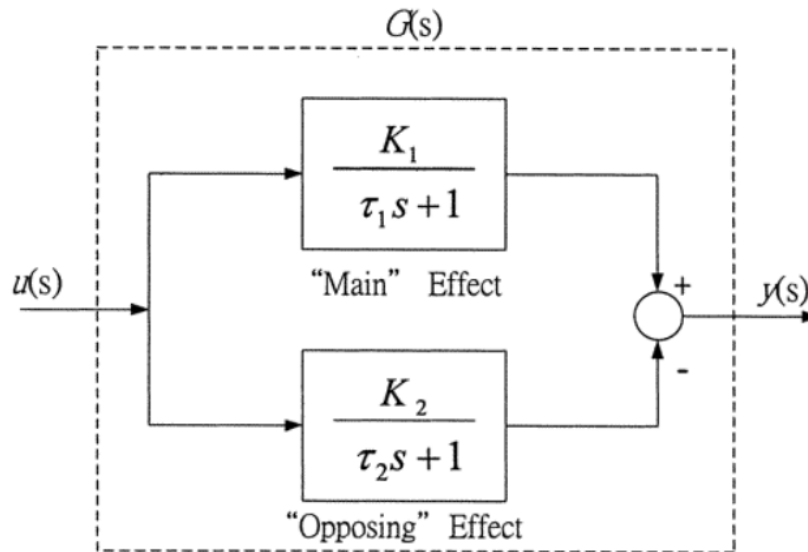 G(s)
K₁
τ₁s+1
"Main" Effect
u(s)
+
y(s)
-
K₂
τ₂s+1
"Opposing" Effect